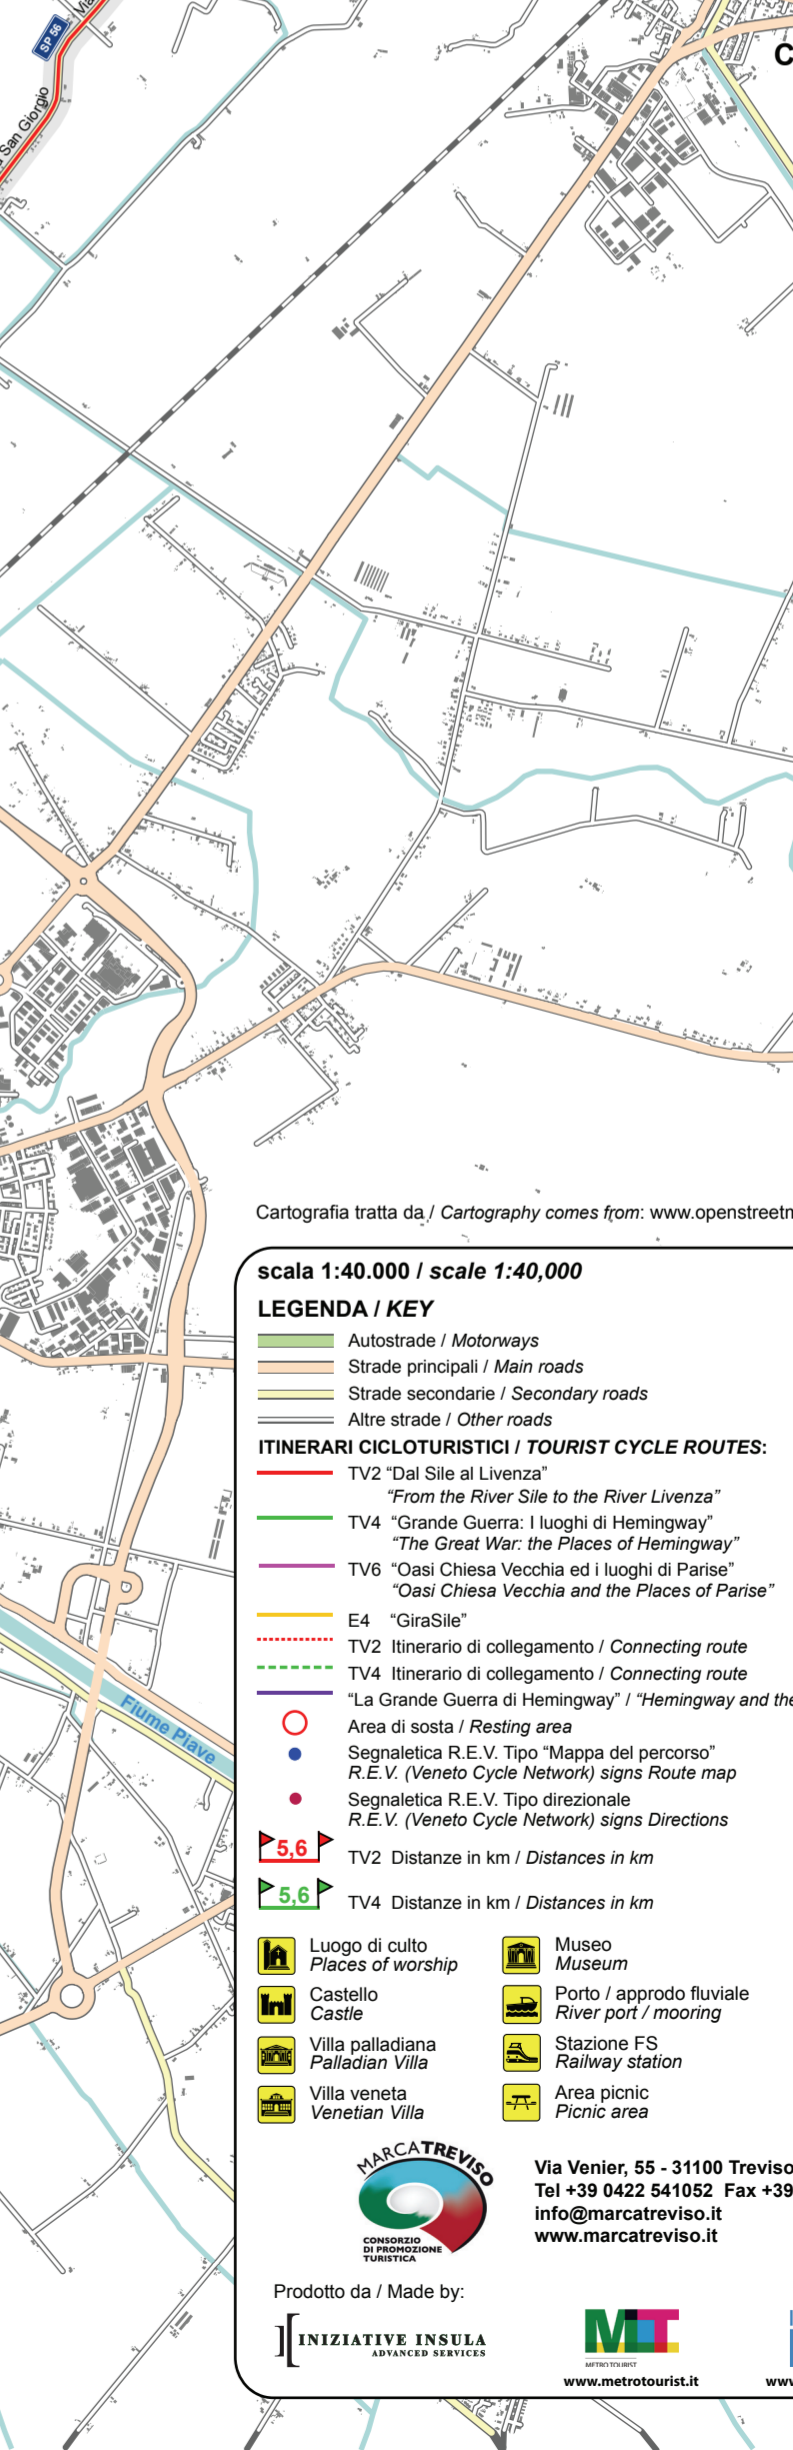 SP 56
Via
San Giorgio
C
Fiume Piave
Cartografia tratta da / Cartography comes from: www.openstreetm
scala 1:40.000 / scale 1:40,000
LEGENDA / KEY
Autostrade / Motorways
Strade principali / Main roads
Strade secondarie / Secondary roads
Altre strade / Other roads
ITINERARI CICLOTURISTICI / TOURIST CYCLE ROUTES:
TV2 “Dal Sile al Livenza”
“From the River Sile to the River Livenza”
TV4 “Grande Guerra: I luoghi di Hemingway”
“The Great War: the Places of Hemingway”
TV6 “Oasi Chiesa Vecchia ed i luoghi di Parise”
“Oasi Chiesa Vecchia and the Places of Parise”
E4 “GiraSile”
TV2 Itinerario di collegamento / Connecting route
TV4 Itinerario di collegamento / Connecting route
“La Grande Guerra di Hemingway” / “Hemingway and the
Area di sosta / Resting area
Segnaletica R.E.V. Tipo “Mappa del percorso”
R.E.V. (Veneto Cycle Network) signs Route map
Segnaletica R.E.V. Tipo direzionale
R.E.V. (Veneto Cycle Network) signs Directions
5,6 TV2 Distanze in km / Distances in km
5,6 TV4 Distanze in km / Distances in km
Luogo di culto
Places of worship
Castello
Castle
Villa palladiana
Palladian Villa
Villa veneta
Venetian Villa
Museo
Museum
Porto / approdo fluviale
River port / mooring
Stazione FS
Railway station
Area picnic
Picnic area
MARCATREVISO
CONSORZIO
DI PROMOZIONE
TURISTICA
Via Venier, 55 - 31100 Treviso
Tel +39 0422 541052 Fax +39
info@marcatreviso.it
www.marcatreviso.it
Prodotto da / Made by:
INIZIATIVE INSULA
ADVANCED SERVICES
MT
METRO TOURIST
www.metrotourist.it
www